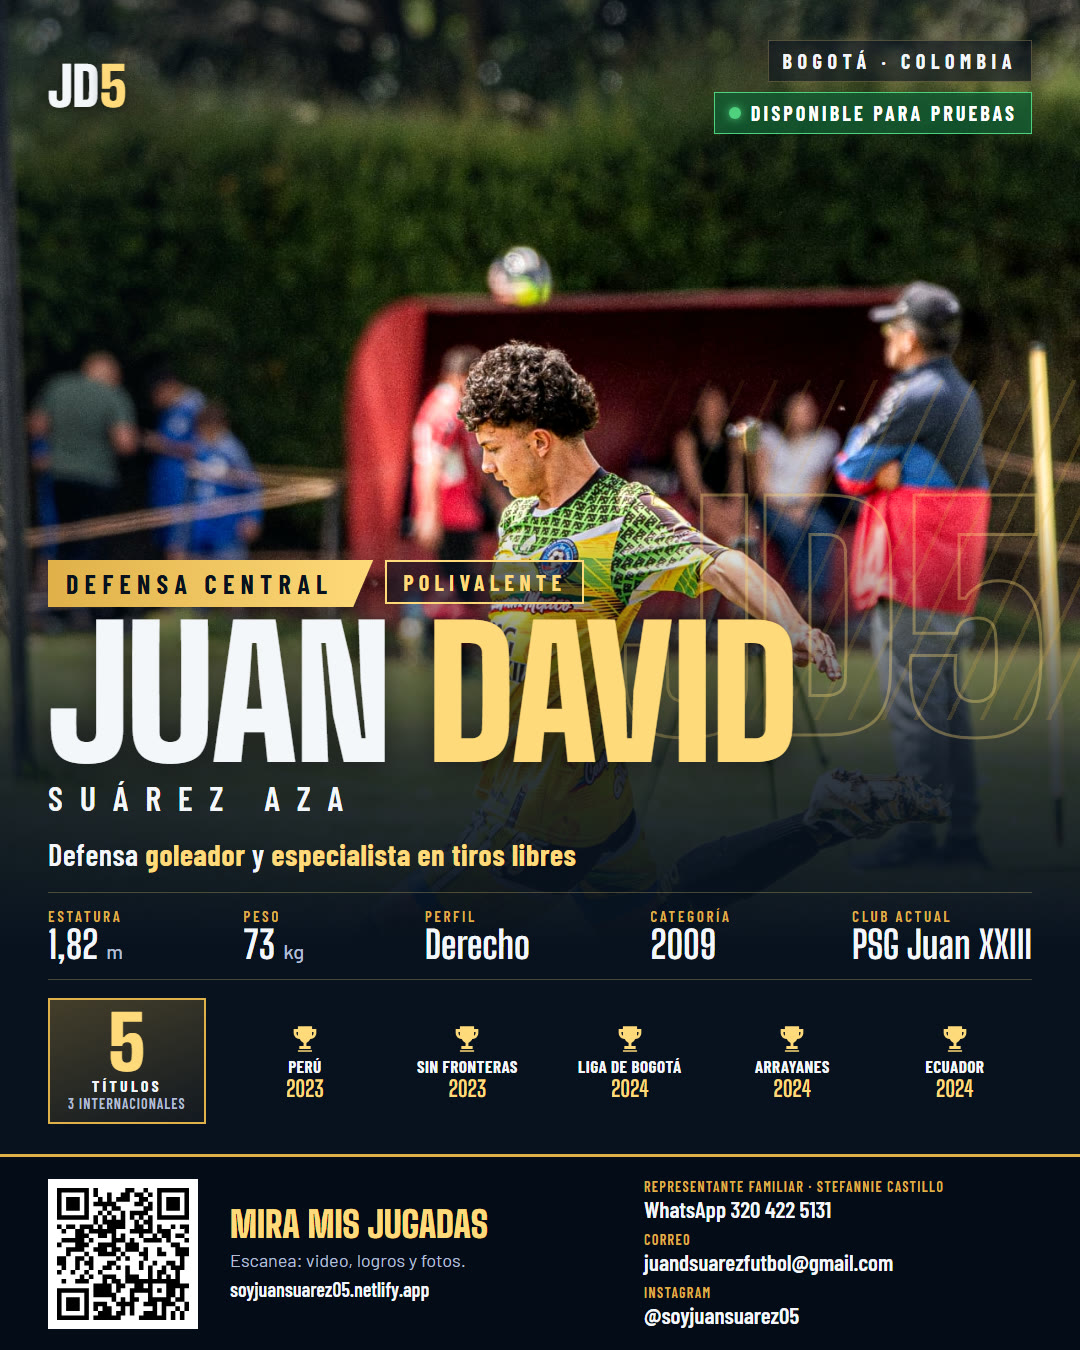 JD5
BOGOTÁ · COLOMBIA
DISPONIBLE PARA PRUEBAS
JD5
DEFENSA CENTRAL
POLIVALENTE
JUAN DAVID
SUÁREZ AZA
Defensa goleador y especialista en tiros libres
ESTATURA PESO PERFIL CATEGORÍA CLUB ACTUAL
1,82 m 73 kg Derecho 2009 PSG Juan XXIII
5
TÍTULOS
3 INTERNACIONALES
PERÚ SIN FRONTERAS LIGA DE BOGOTÁ ARRAYANES ECUADOR
2023 2023 2024 2024 2024
MIRA MIS JUGADAS
Escanea: video, logros y fotos.
soyjuansuarez05.netlify.app
REPRESENTANTE FAMILIAR · STEFANNIE CASTILLO
WhatsApp 320 422 5131
CORREO
juandsuarezfutbol@gmail.com
INSTAGRAM
@soyjuansuarez05